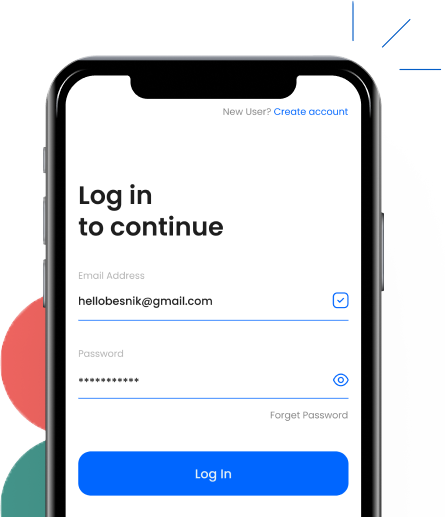 New User? Create account
Log in
to continue
Email Address
hellobesnik@gmail.com
Password
***********
Forget Password
Log In